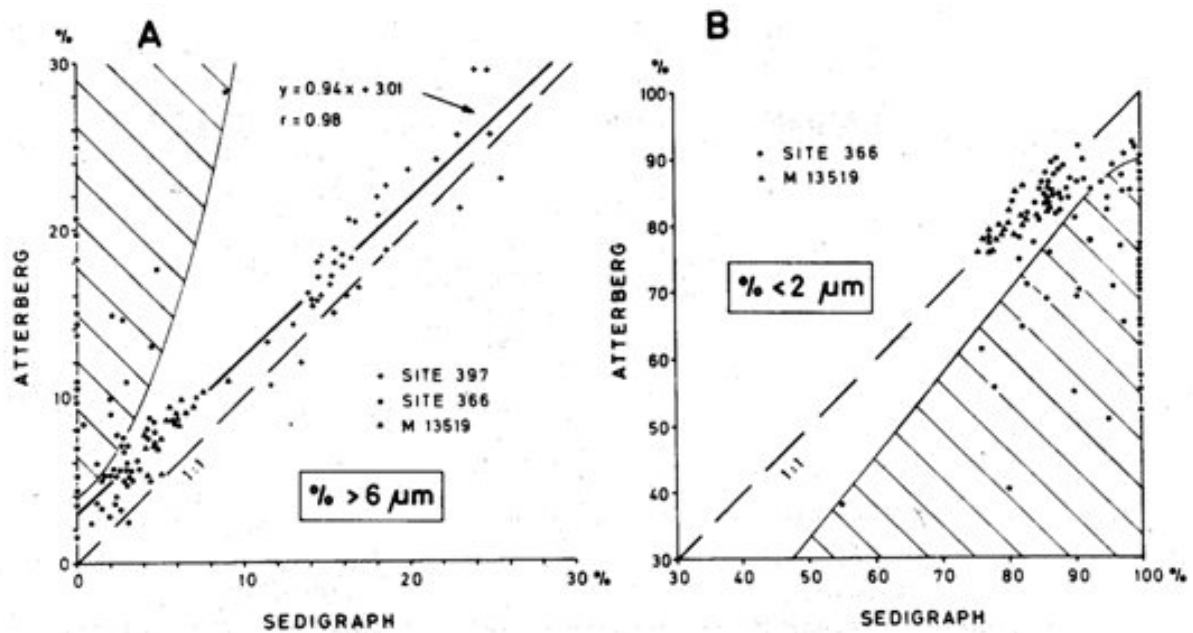 A
%
30
20
10
0
ATTERBERG
y = 0.94 x + 3.01
r = 0.98
SITE 397
SITE 366
M 13519
1:1
% > 6 µm
0 10 20 30 %
SEDIGRAPH
B
%
100
90
80
70
60
50
40
30
ATTERBERG
SITE 366
M 13519
% <2 µm
1:1
30 40 50 60 70 80 90 100 %
SEDIGRAPH